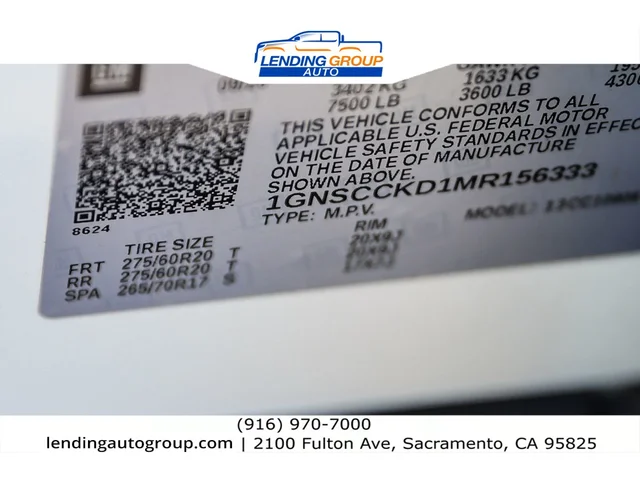 LENDING GROUP
AUTO
3402 KG
1633 KG
7500 LB
3600 LB
THIS VEHICLE CONFORMS TO ALL
APPLICABLE U.S. FEDERAL MOTOR
VEHICLE SAFETY STANDARDS IN EFFEC
ON THE DATE OF MANUFACTURE
SHOWN ABOVE.
1GNSCCKD1MR156333
TYPE: M.P.V.
MODEL:
8624
TIRE SIZE
RIM
FRT 275/60R20 T 20X9J
RR 275/60R20 T 20X9J
SPA 265/70R17 S
(916) 970-7000
lendingautogroup.com | 2100 Fulton Ave, Sacramento, CA 95825